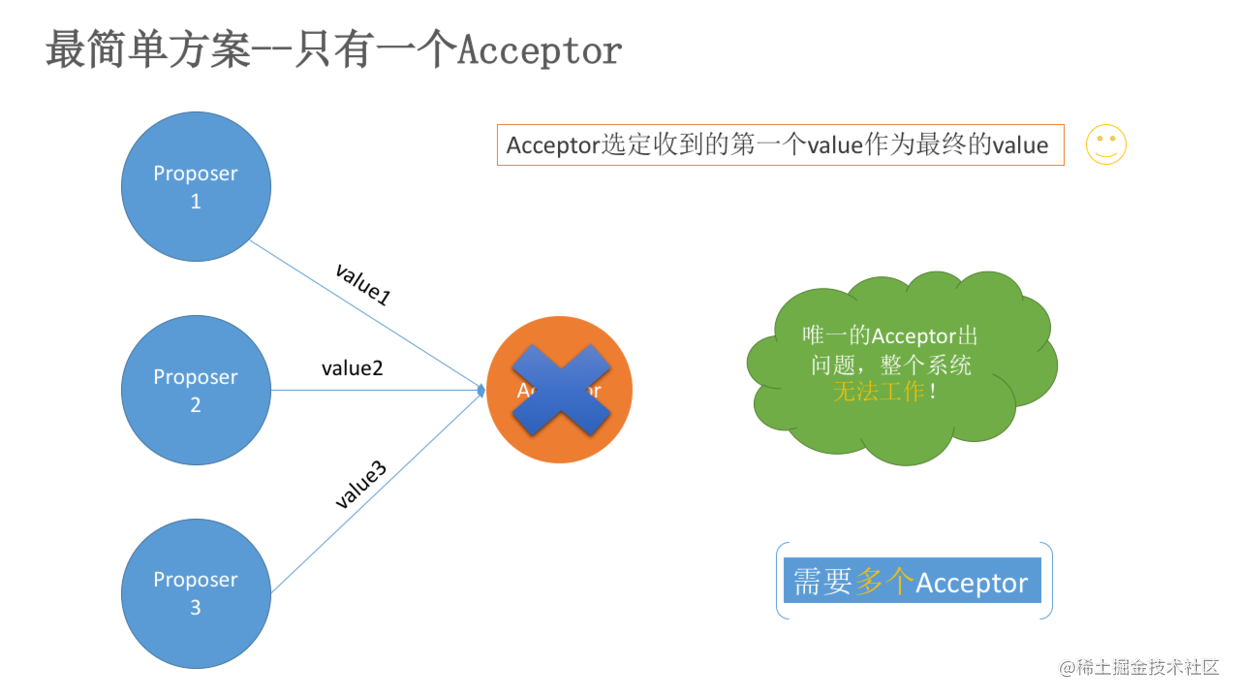 最简单方案--只有一个Acceptor
Proposer
1
Acceptor选定收到的第一个value作为最终的value
value1
Proposer
2
value2
唯一的Acceptor出
问题，整个系统
无法工作！
value3
Proposer
3
需要多个Acceptor
@稀土掘金技术社区